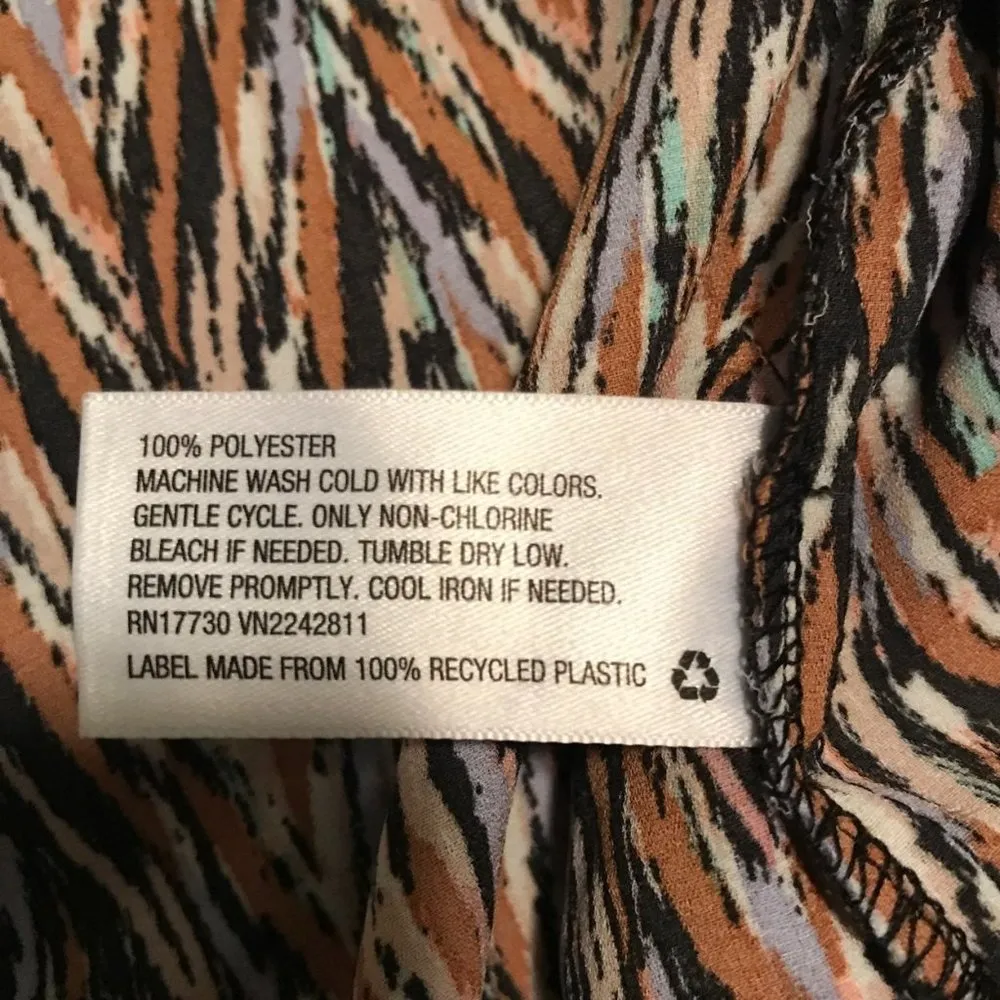 100% POLYESTER
MACHINE WASH COLD WITH LIKE COLORS.
GENTLE CYCLE. ONLY NON-CHLORINE
BLEACH IF NEEDED. TUMBLE DRY LOW.
REMOVE PROMPTLY. COOL IRON IF NEEDED.
RN17730 VN2242811
LABEL MADE FROM 100% RECYCLED PLASTIC